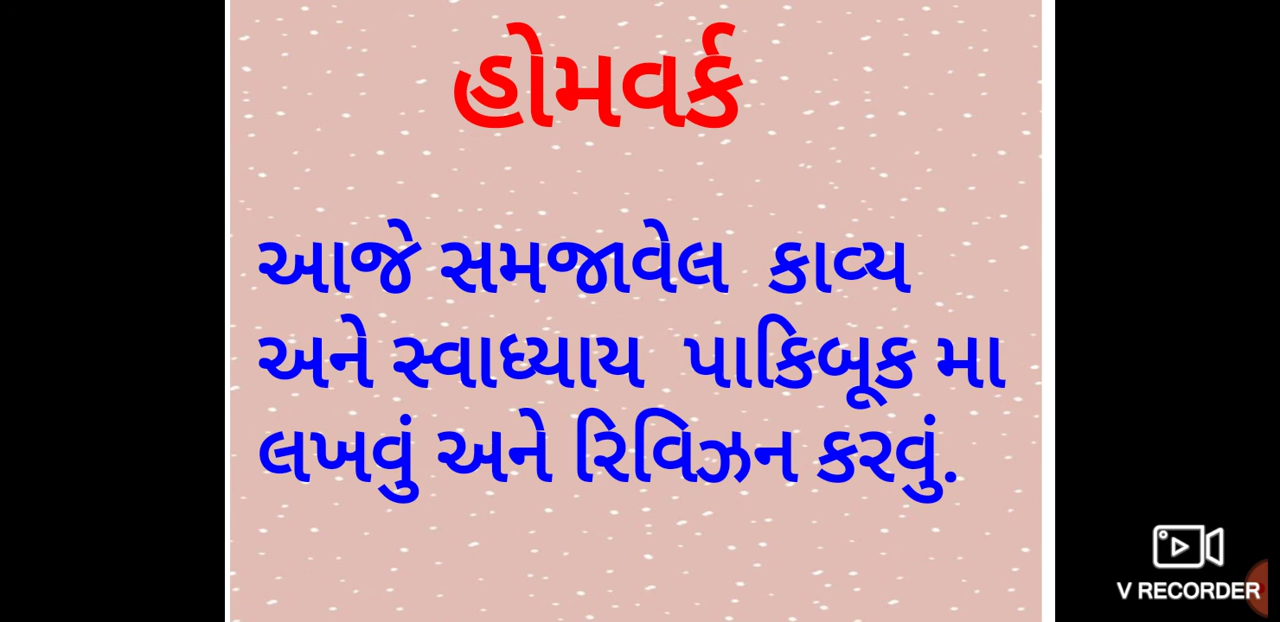 હોમવર્ક
આજે સમજાવેલ કાવ્ય
અને સ્વાધ્યાય પાકિબૂક મા
લખવું અને રિવિઝન કરવું.
V RECORDER